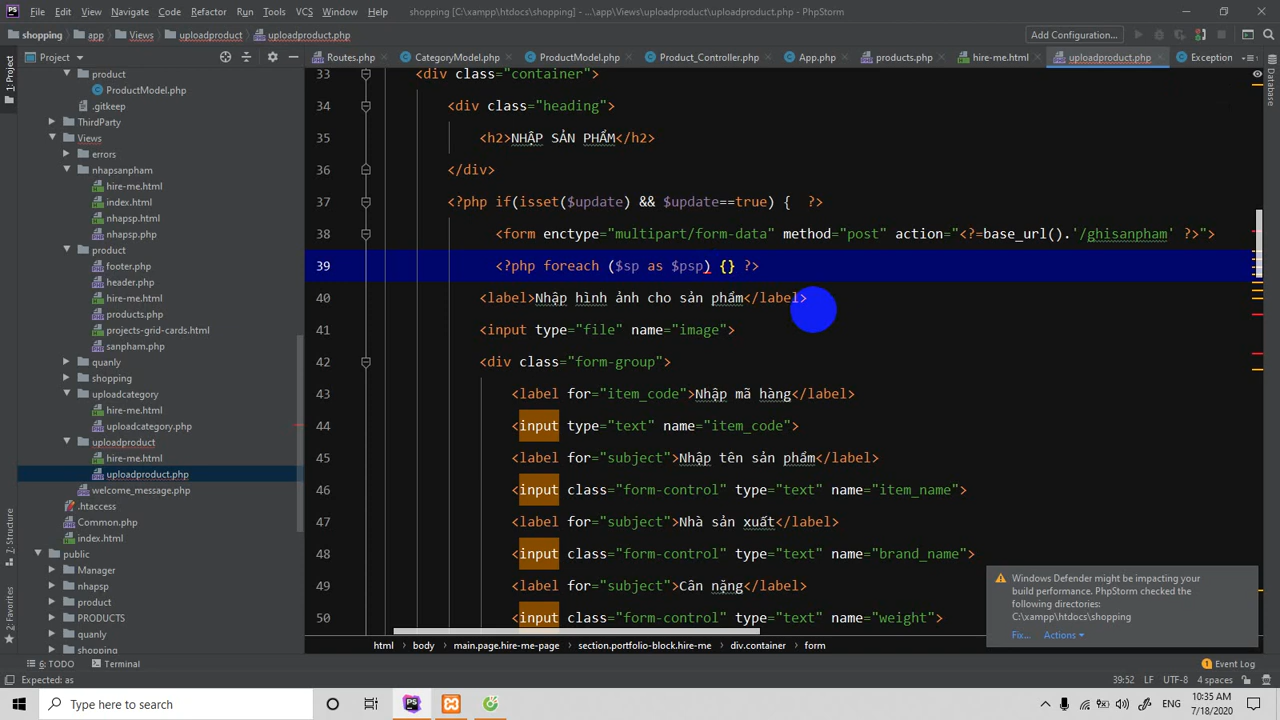 File Edit View Navigate Code Refactor Run Tools VCS Window Help shopping [C:\xampp\htdocs\shopping] - ...\app\Views\uploadproduct.php - PhpStorm
shopping app Views uploadproduct uploadproduct.php Add Configuration...
Project Routes.php CategoryModel.php ProductModel.php Product_Controller.php App.php products.php hire-me.html uploadproduct.php Exception
1: Project
7: Structure
2: Favorites
Database
product
ProductModel.php
.gitkeep
ThirdParty
Views
errors
nhapsanpham
hire-me.html
index.html
nhapsp.html
nhapsp.php
product
footer.php
header.php
hire-me.html
products.php
projects-grid-cards.html
sanpham.php
quanly
shopping
uploadcategory
hire-me.html
uploadcategory.php
uploadproduct
hire-me.html
uploadproduct.php
welcome_message.php
.htaccess
Common.php
index.html
public
Manager
nhapsp
product
PRODUCTS
quanly
shopping
33 <div class="container">
34 <div class="heading">
35 <h2>NHẬP SẢN PHẨM</h2>
36 </div>
37 <?php if(isset($update) && $update==true) { ?>
38 <form enctype="multipart/form-data" method="post" action="<?=base_url().'/ghisanpham' ?>">
39 <?php foreach ($sp as $psp) {} ?>
40 <label>Nhập hình ảnh cho sản phẩm</label>
41 <input type="file" name="image">
42 <div class="form-group">
43 <label for="item_code">Nhập mã hàng</label>
44 <input type="text" name="item_code">
45 <label for="subject">Nhập tên sản phẩm</label>
46 <input class="form-control" type="text" name="item_name">
47 <label for="subject">Nhà sản xuất</label>
48 <input class="form-control" type="text" name="brand_name">
49 <label for="subject">Cân nặng</label>
50 <input class="form-control" type="text" name="weight">
Windows Defender might be impacting your
build performance. PhpStorm checked the
following directories:
C:\xampp\htdocs\shopping
Fix... Actions
html body main.page.hire-me-page section.portfolio-block.hire-me div.container form
6: TODO Terminal 1 Event Log
Expected: as 39:52 LF UTF-8 4 spaces
PS Type here to search PS ENG 10:35 AM
7/18/2020